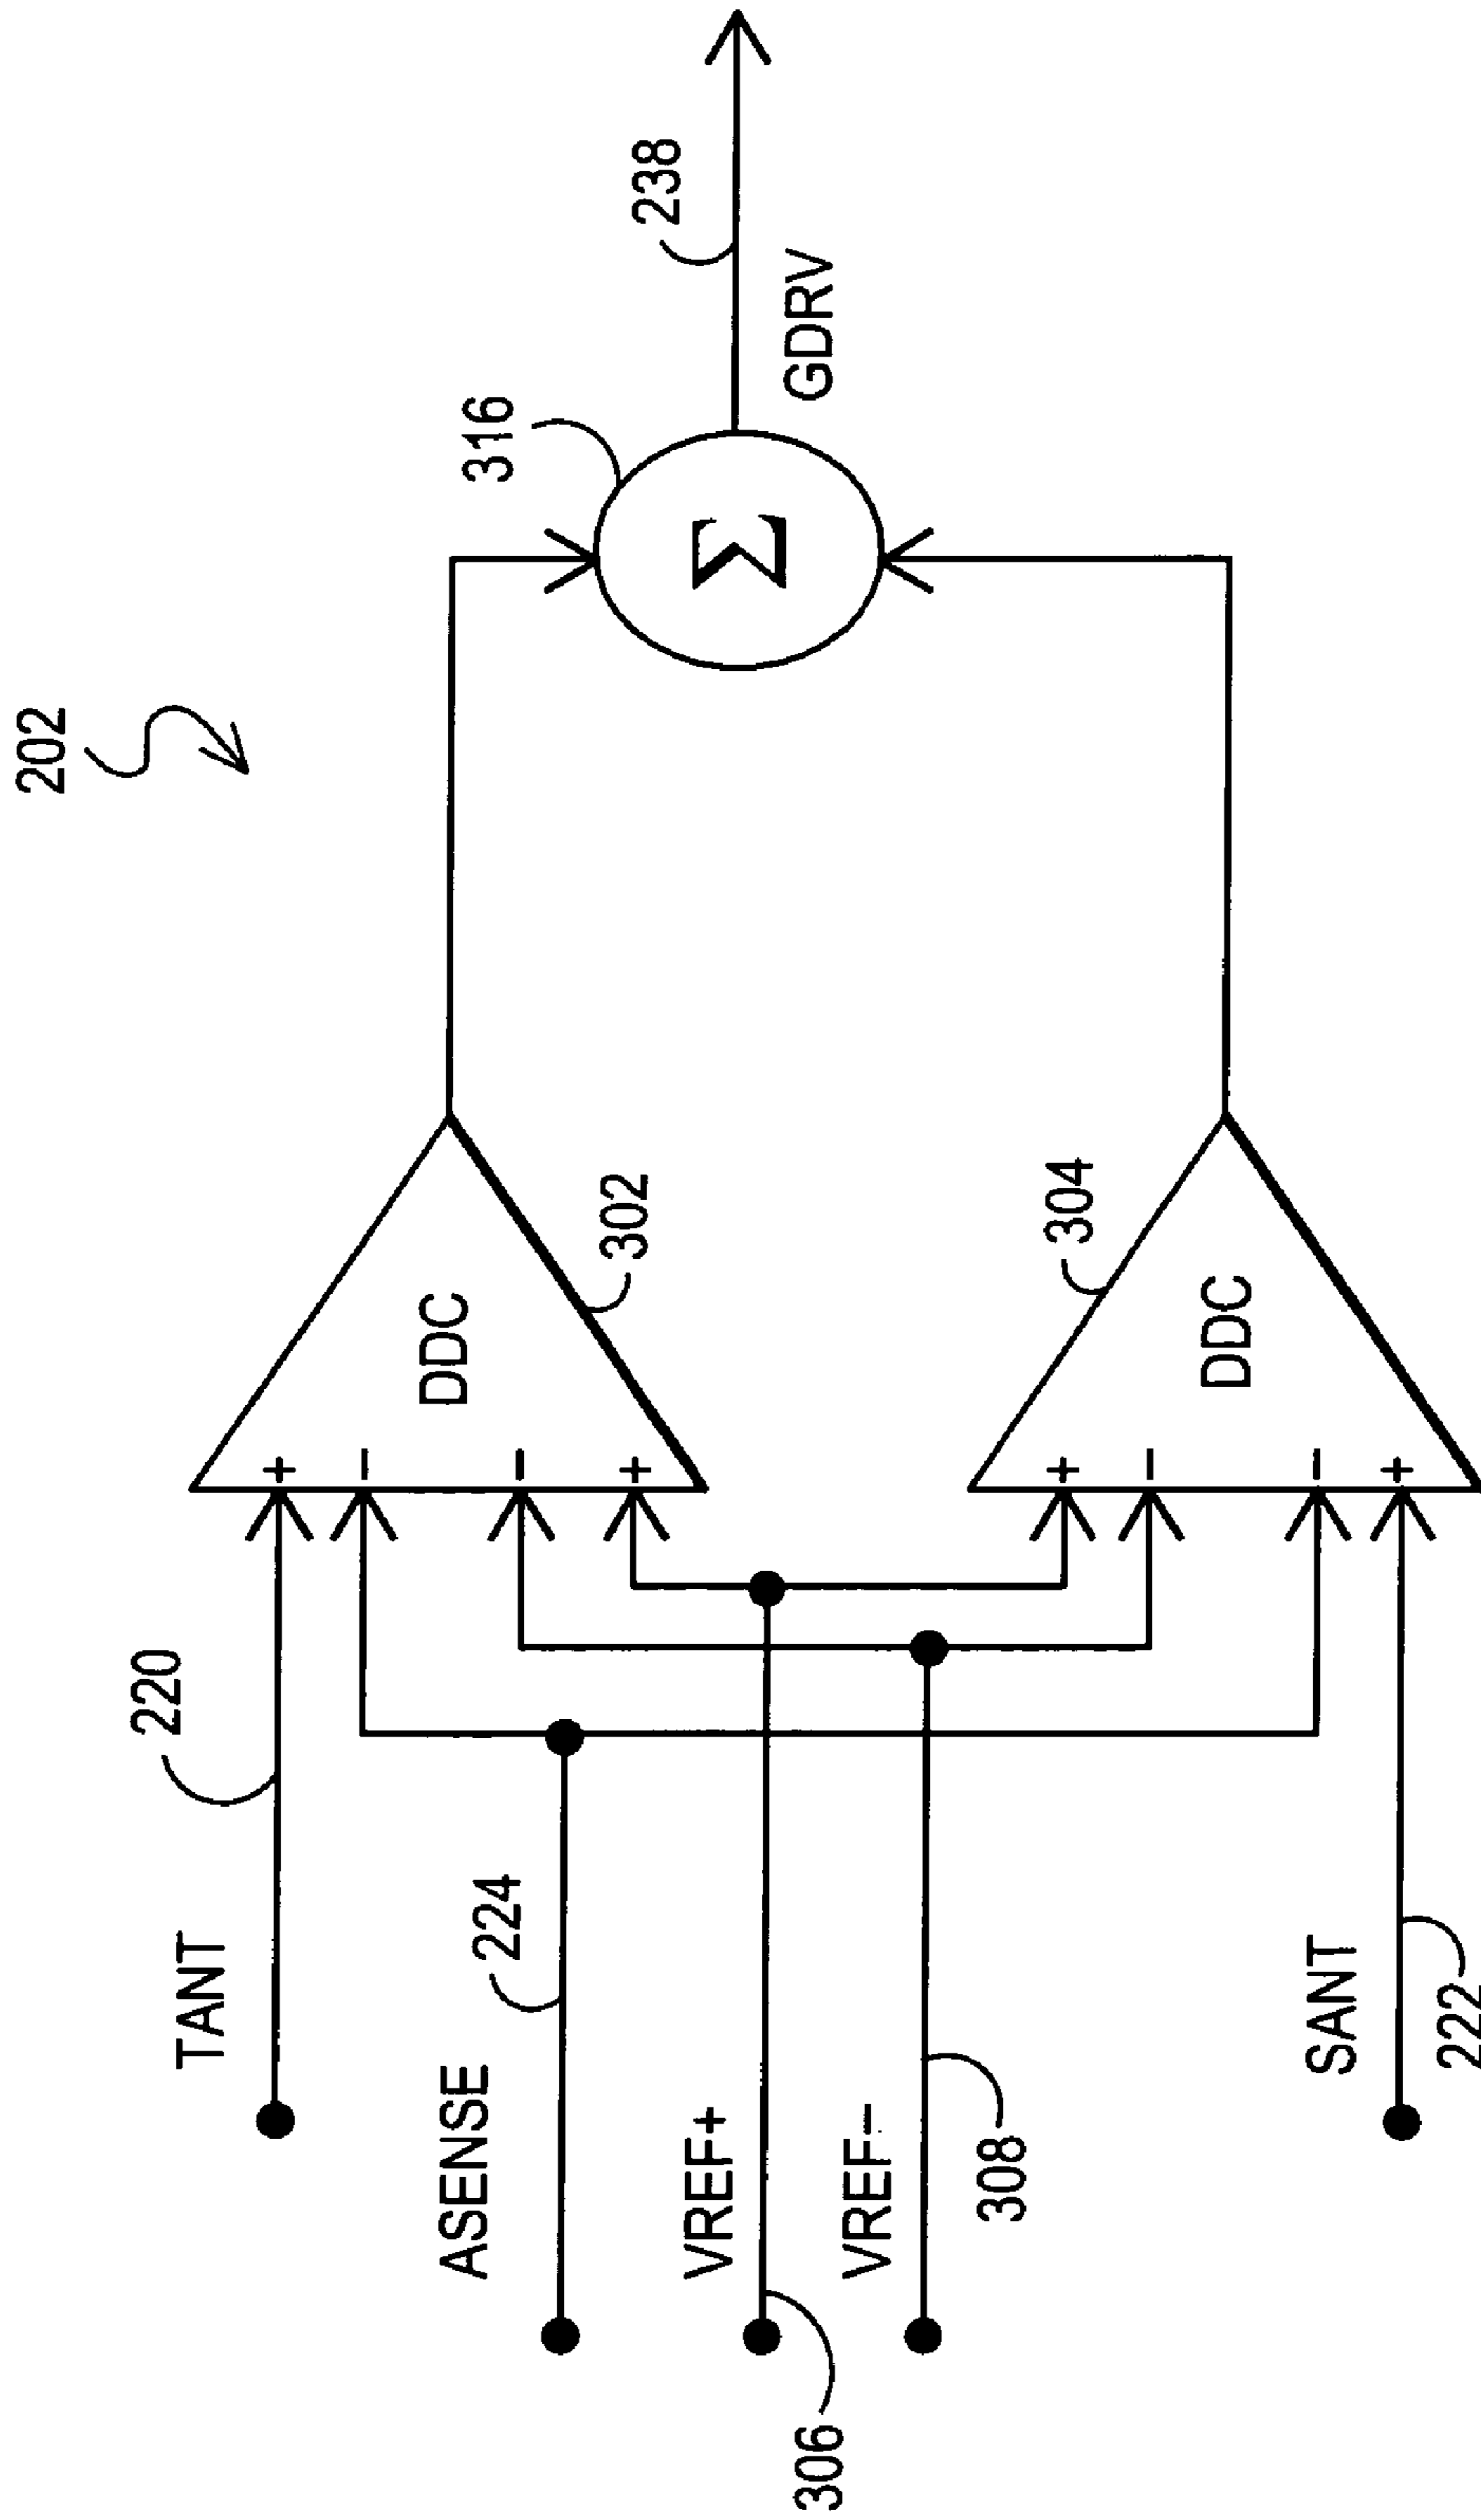 202
TANT
220
+
−
−
+
DDC
302
ASENSE
224
316
Σ
238
GDRV
VREF+
306
VREF−
308
+
−
−
+
DDC
304
SANT
222